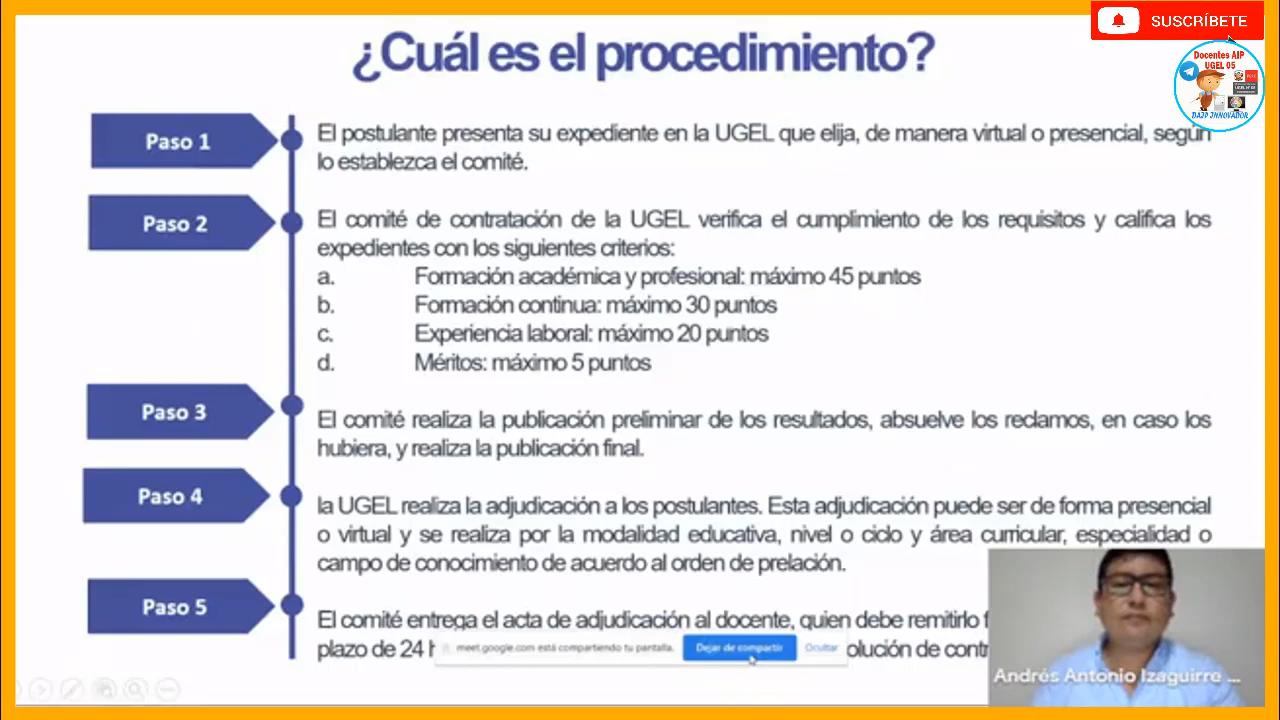 SUSCRÍBETE
¿Cuál es el procedimiento?
Docentes AIP
UGEL 05
DAIP INNOVADOR
Paso 1
El postulante presenta su expediente en la UGEL que elija, de manera virtual o presencial, según
lo establezca el comité.
Paso 2
El comité de contratación de la UGEL verifica el cumplimiento de los requisitos y califica los
expedientes con los siguientes criterios:
a. Formación académica y profesional: máximo 45 puntos
b. Formación continua: máximo 30 puntos
c. Experiencia laboral: máximo 20 puntos
d. Méritos: máximo 5 puntos
Paso 3
El comité realiza la publicación preliminar de los resultados, absuelve los reclamos, en caso los
hubiera, y realiza la publicación final.
Paso 4
la UGEL realiza la adjudicación a los postulantes. Esta adjudicación puede ser de forma presencial
o virtual y se realiza por la modalidad educativa, nivel o ciclo y área curricular, especialidad o
campo de conocimiento de acuerdo al orden de prelación.
Paso 5
El comité entrega el acta de adjudicación al docente, quien debe remitirlo
plazo de 24
meet.google.com está compartiendo tu pantalla. Dejar de compartir Ocultar
de
Andrés Antonio Izaguirre ...